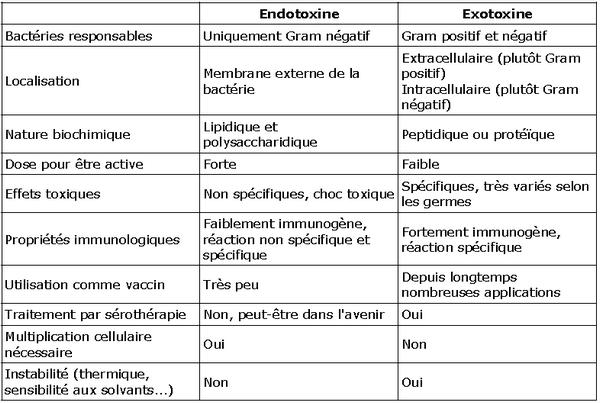 Endotoxine Exotoxine
Bactéries responsables Uniquement Gram négatif Gram positif et négatif
Localisation
Membrane externe de la
bactérie
Extracellulaire (plutôt Gram
positif)
Intracellulaire (plutôt Gram
négatif)
Nature biochimique
Lipidique et
polysaccharidique
Peptidique ou protéïque
Dose pour être active Forte Faible
Effets toxiques
Non spécifiques, choc toxique
Spécifiques, très variés selon
les germes
Propriétés immunologiques
Faiblement immunogène,
réaction non spécifique et
spécifique
Fortement immunogène,
réaction spécifique
Utilisation comme vaccin
Très peu
Depuis longtemps
nombreuses applications
Traitement par sérothérapie Non, peut-être dans l'avenir Oui
Multiplication cellulaire
nécessaire
Oui
Non
Instabilité (thermique,
sensibilité aux solvants...)
Non
Oui